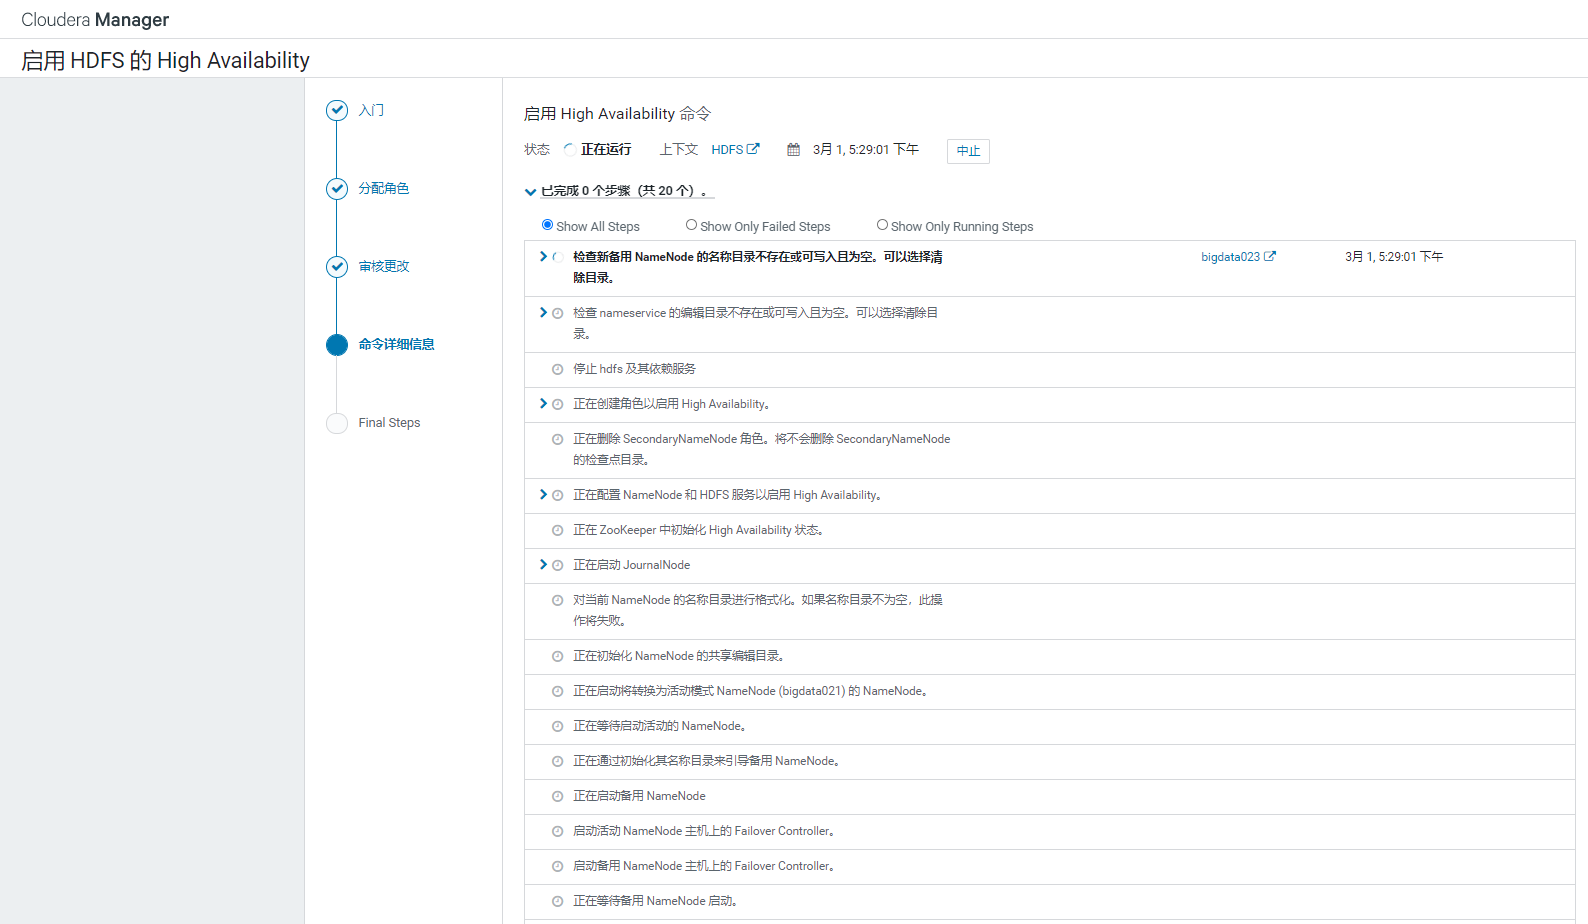 Cloudera Manager
启用 HDFS 的 High Availability
入门
分配角色
审核更改
命令详细信息
Final Steps
启用 High Availability 命令
状态 正在运行 上下文 HDFS 3月 1, 5:29:01 下午 中止
已完成 0 个步骤（共 20 个）。
Show All Steps Show Only Failed Steps Show Only Running Steps
检查新备用 NameNode 的名称目录不存在或可写入且为空。可以选择清 bigdata023 3月 1, 5:29:01 下午
除目录。
检查 nameservice 的编辑目录不存在或可写入且为空。可以选择清除目
录。
停止 hdfs 及其依赖服务
正在创建角色以启用 High Availability。
正在删除 SecondaryNameNode 角色。将不会删除 SecondaryNameNode
的检查点目录。
正在配置 NameNode 和 HDFS 服务以启用 High Availability。
正在 ZooKeeper 中初始化 High Availability 状态。
正在启动 JournalNode
对当前 NameNode 的名称目录进行格式化。如果名称目录不为空，此操
作将失败。
正在初始化 NameNode 的共享编辑目录。
正在启动将转换为活动模式 NameNode (bigdata021) 的 NameNode。
正在等待启动活动的 NameNode。
正在通过初始化其名称目录来引导备用 NameNode。
正在启动备用 NameNode
启动活动 NameNode 主机上的 Failover Controller。
启动备用 NameNode 主机上的 Failover Controller。
正在等待备用 NameNode 启动。